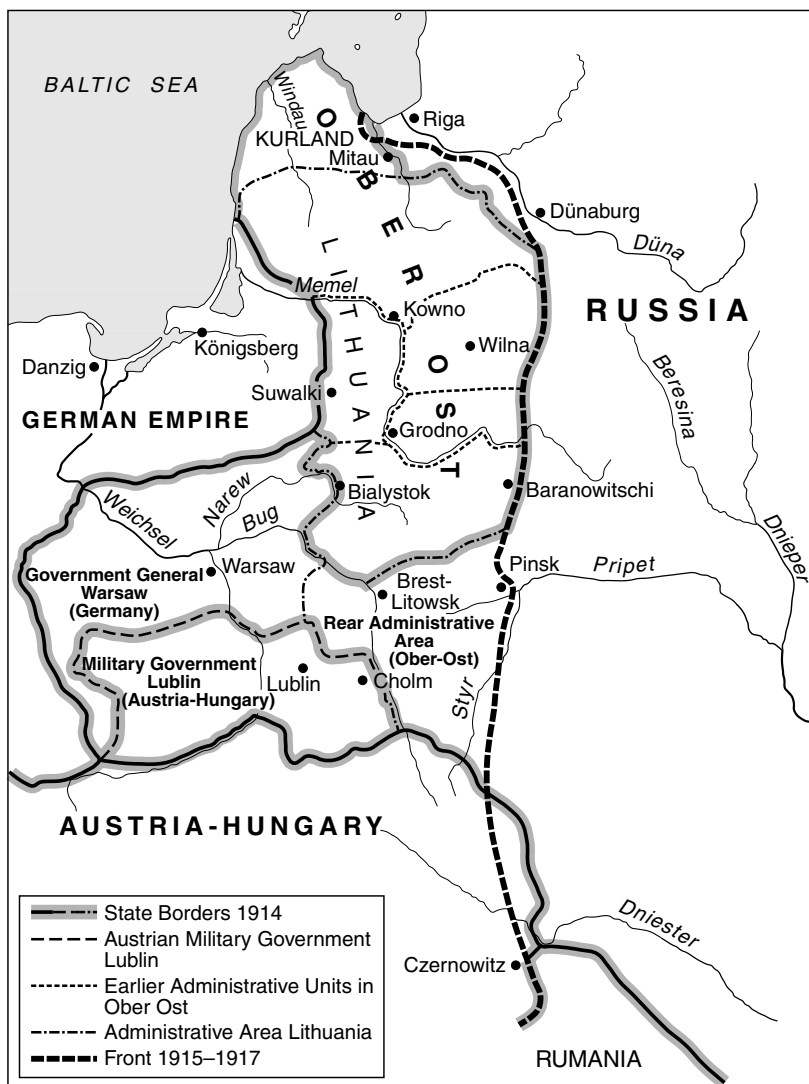 BALTIC SEA
Windau
OBER OST
Riga
KURLAND
Mitau
Dünaburg
Düna
LITHUANIA
Memel
RUSSIA
Kowno
Königsberg
Wilna
Danzig
Beresina
Suwalki
GERMAN EMPIRE
Grodno
Narew
Bialystok
Baranowitschi
Weichsel
Bug
Dnieper
Warsaw
Pinsk
Pripet
Government General
Warsaw
(Germany)
Brest-
Litowsk
Rear Administrative
Area
(Ober-Ost)
Military Government
Lublin
(Austria-Hungary)
Lublin
Cholm
Styr
AUSTRIA-HUNGARY
State Borders 1914
Austrian Military Government
Lublin
Earlier Administrative Units in
Ober Ost
Administrative Area Lithuania
Front 1915–1917
Dniester
Czernowitz
RUMANIA